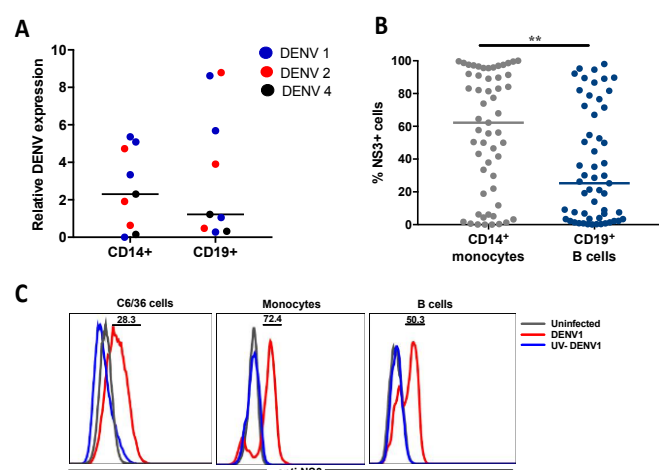 A
Relative DENV expression
10
8
6
4
2
0
CD14+
CD19+
DENV 1
DENV 2
DENV 4
B
**
% NS3+ cells
100
80
60
40
20
0
CD14+
monocytes
CD19+
B cells
C
C6/36 cells
28.3
Monocytes
72.4
B cells
50.3
Uninfected
DENV1
UV- DENV1